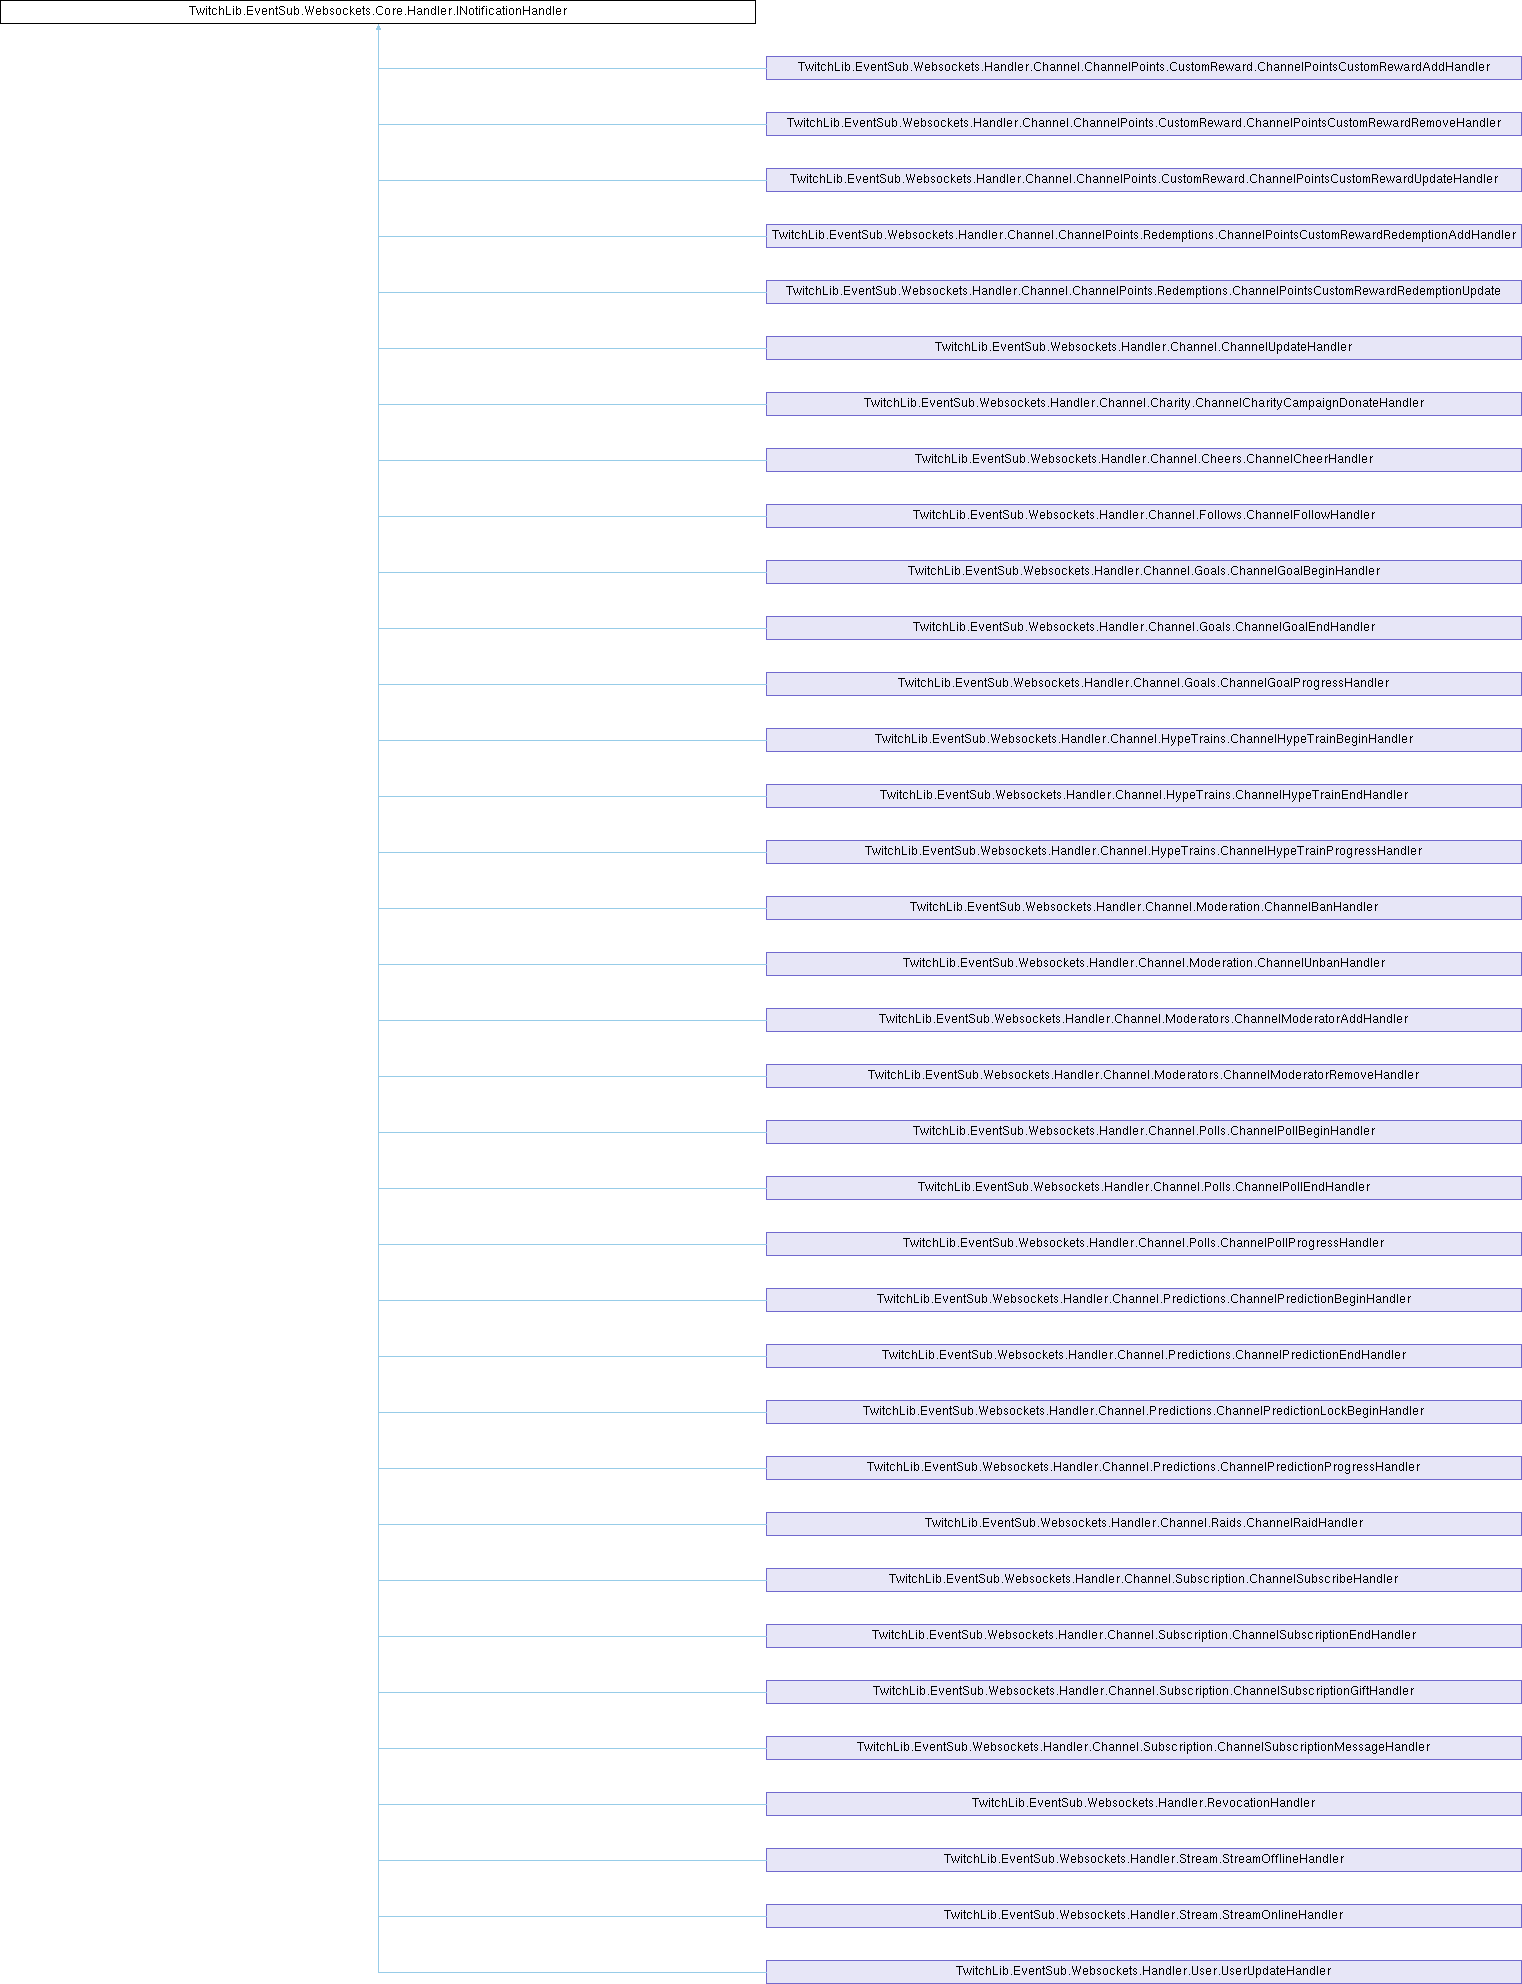 TwitchLib.EventSub.Websockets.Core.Handler.INotificationHandler
TwitchLib.EventSub.Websockets.Handler.Channel.ChannelPoints.CustomReward.ChannelPointsCustomRewardAddHandler
TwitchLib.EventSub.Websockets.Handler.Channel.ChannelPoints.CustomReward.ChannelPointsCustomRewardRemoveHandler
TwitchLib.EventSub.Websockets.Handler.Channel.ChannelPoints.CustomReward.ChannelPointsCustomRewardUpdateHandler
TwitchLib.EventSub.Websockets.Handler.Channel.ChannelPoints.Redemptions.ChannelPointsCustomRewardRedemptionAddHandler
TwitchLib.EventSub.Websockets.Handler.Channel.ChannelPoints.Redemptions.ChannelPointsCustomRewardRedemptionUpdate
TwitchLib.EventSub.Websockets.Handler.Channel.ChannelUpdateHandler
TwitchLib.EventSub.Websockets.Handler.Channel.Charity.ChannelCharityCampaignDonateHandler
TwitchLib.EventSub.Websockets.Handler.Channel.Cheers.ChannelCheerHandler
TwitchLib.EventSub.Websockets.Handler.Channel.Follows.ChannelFollowHandler
TwitchLib.EventSub.Websockets.Handler.Channel.Goals.ChannelGoalBeginHandler
TwitchLib.EventSub.Websockets.Handler.Channel.Goals.ChannelGoalEndHandler
TwitchLib.EventSub.Websockets.Handler.Channel.Goals.ChannelGoalProgressHandler
TwitchLib.EventSub.Websockets.Handler.Channel.HypeTrains.ChannelHypeTrainBeginHandler
TwitchLib.EventSub.Websockets.Handler.Channel.HypeTrains.ChannelHypeTrainEndHandler
TwitchLib.EventSub.Websockets.Handler.Channel.HypeTrains.ChannelHypeTrainProgressHandler
TwitchLib.EventSub.Websockets.Handler.Channel.Moderation.ChannelBanHandler
TwitchLib.EventSub.Websockets.Handler.Channel.Moderation.ChannelUnbanHandler
TwitchLib.EventSub.Websockets.Handler.Channel.Moderators.ChannelModeratorAddHandler
TwitchLib.EventSub.Websockets.Handler.Channel.Moderators.ChannelModeratorRemoveHandler
TwitchLib.EventSub.Websockets.Handler.Channel.Polls.ChannelPollBeginHandler
TwitchLib.EventSub.Websockets.Handler.Channel.Polls.ChannelPollEndHandler
TwitchLib.EventSub.Websockets.Handler.Channel.Polls.ChannelPollProgressHandler
TwitchLib.EventSub.Websockets.Handler.Channel.Predictions.ChannelPredictionBeginHandler
TwitchLib.EventSub.Websockets.Handler.Channel.Predictions.ChannelPredictionEndHandler
TwitchLib.EventSub.Websockets.Handler.Channel.Predictions.ChannelPredictionLockBeginHandler
TwitchLib.EventSub.Websockets.Handler.Channel.Predictions.ChannelPredictionProgressHandler
TwitchLib.EventSub.Websockets.Handler.Channel.Raids.ChannelRaidHandler
TwitchLib.EventSub.Websockets.Handler.Channel.Subscription.ChannelSubscribeHandler
TwitchLib.EventSub.Websockets.Handler.Channel.Subscription.ChannelSubscriptionEndHandler
TwitchLib.EventSub.Websockets.Handler.Channel.Subscription.ChannelSubscriptionGiftHandler
TwitchLib.EventSub.Websockets.Handler.Channel.Subscription.ChannelSubscriptionMessageHandler
TwitchLib.EventSub.Websockets.Handler.RevocationHandler
TwitchLib.EventSub.Websockets.Handler.Stream.StreamOfflineHandler
TwitchLib.EventSub.Websockets.Handler.Stream.StreamOnlineHandler
TwitchLib.EventSub.Websockets.Handler.User.UserUpdateHandler